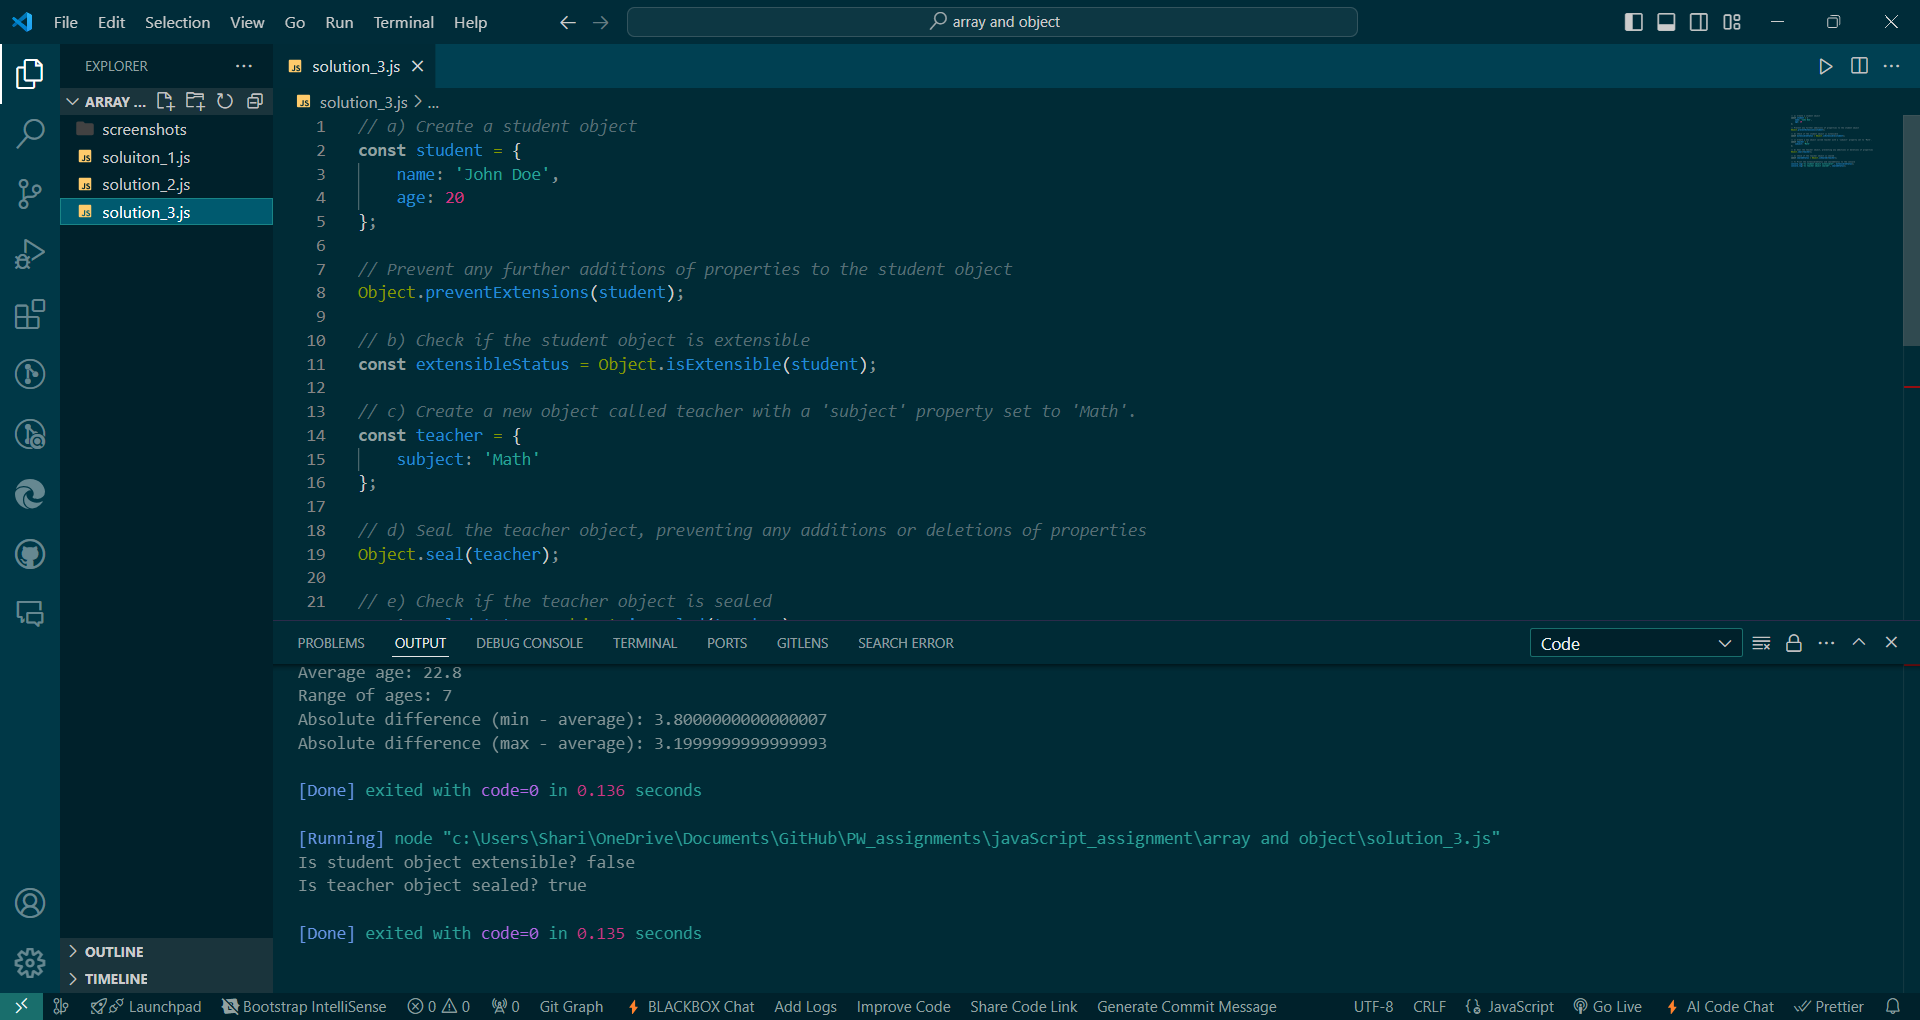 File Edit Selection View Go Run Terminal Help
array and object
EXPLORER
ARRAY ...
screenshots
soluiton_1.js
solution_2.js
solution_3.js
OUTLINE
TIMELINE
solution_3.js
solution_3.js > ...
1 // a) Create a student object
2 const student = {
3 name: 'John Doe',
4 age: 20
5 };
6
7 // Prevent any further additions of properties to the student object
8 Object.preventExtensions(student);
9
10 // b) Check if the student object is extensible
11 const extensibleStatus = Object.isExtensible(student);
12
13 // c) Create a new object called teacher with a 'subject' property set to 'Math'.
14 const teacher = {
15 subject: 'Math'
16 };
17
18 // d) Seal the teacher object, preventing any additions or deletions of properties
19 Object.seal(teacher);
20
21 // e) Check if the teacher object is sealed
PROBLEMS OUTPUT DEBUG CONSOLE TERMINAL PORTS GITLENS SEARCH ERROR
Code
Average age: 22.8
Range of ages: 7
Absolute difference (min - average): 3.8000000000000007
Absolute difference (max - average): 3.1999999999999993
[Done] exited with code=0 in 0.136 seconds
[Running] node "c:\Users\Shari\OneDrive\Documents\GitHub\PW_assignments\javaScript_assignment\array and object\solution_3.js"
Is student object extensible? false
Is teacher object sealed? true
[Done] exited with code=0 in 0.135 seconds
Launchpad Bootstrap IntelliSense 0 0 0 Git Graph BLACKBOX Chat Add Logs Improve Code Share Code Link Generate Commit Message UTF-8 CRLF {} JavaScript Go Live AI Code Chat Prettier